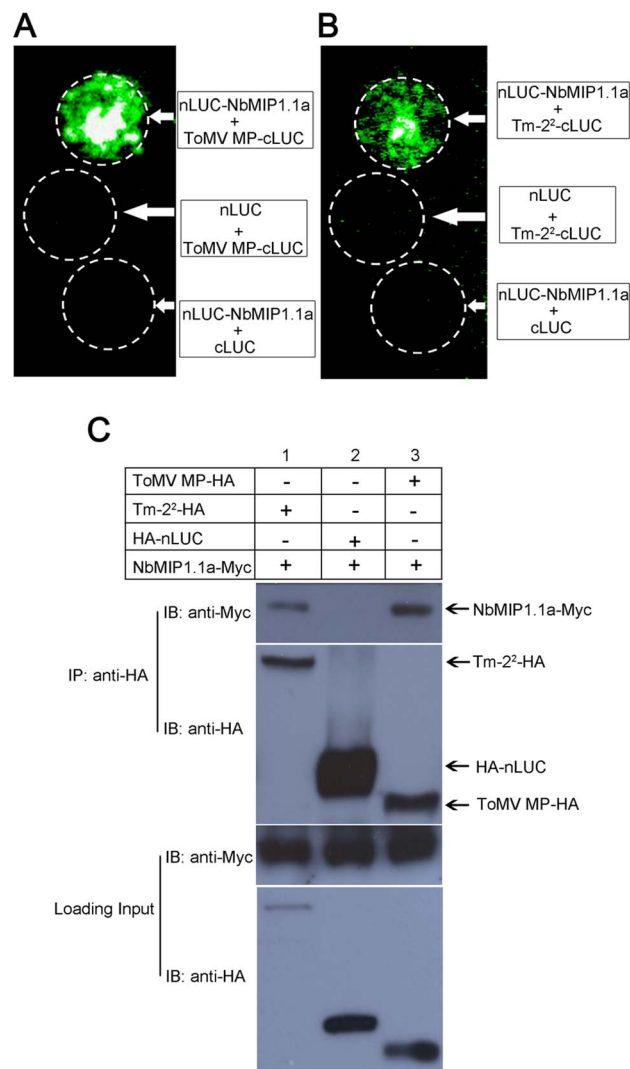 A
nLUC-NbMIP1.1a
+
ToMV MP-cLUC
nLUC
+
ToMV MP-cLUC
nLUC-NbMIP1.1a
+
cLUC
B
nLUC-NbMIP1.1a
+
Tm-2²-cLUC
nLUC
+
Tm-2²-cLUC
nLUC-NbMIP1.1a
+
cLUC
C
1 2 3
ToMV MP-HA - - +
Tm-2²-HA + - -
HA-nLUC - + -
NbMIP1.1a-Myc + + +
IP: anti-HA
IB: anti-Myc
NbMIP1.1a-Myc
Tm-2²-HA
IB: anti-HA
HA-nLUC
ToMV MP-HA
Loading Input
IB: anti-Myc
IB: anti-HA